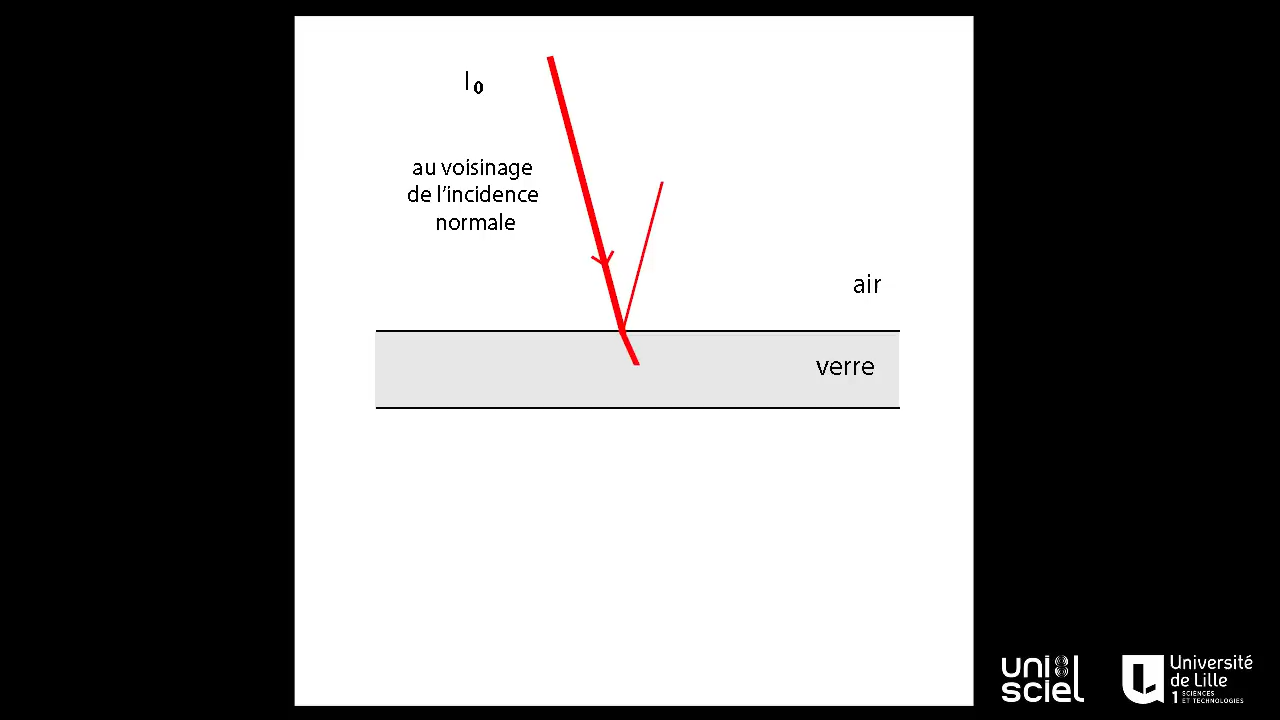 I0
au voisinage
de l'incidence
normale
air
verre
uni
sciel
Université
de Lille
1 SCIENCES
ET TECHNOLOGIES